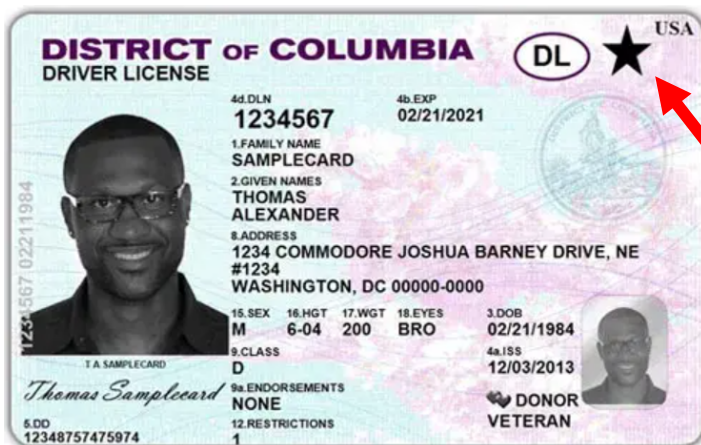 USA
DISTRICT OF COLUMBIA DL
DRIVER LICENSE
4d.DLN 4b.EXP
1234567 02/21/2021
1.FAMILY NAME
SAMPLECARD
2.GIVEN NAMES
THOMAS
ALEXANDER
8.ADDRESS
1234 COMMODORE JOSHUA BARNEY DRIVE, NE
#1234
WASHINGTON, DC 00000-0000
15.SEX 16.HGT 17.WGT 18.EYES 3.DOB
M 6-04 200 BRO 02/21/1984
9.CLASS 4a.ISS
D 12/03/2013
9a.ENDORSEMENTS
NONE
DONOR
VETERAN
12.RESTRICTIONS
1
1234567 02211984
T A SAMPLECARD
Thomas Samplecard
5.DD
12348757475974